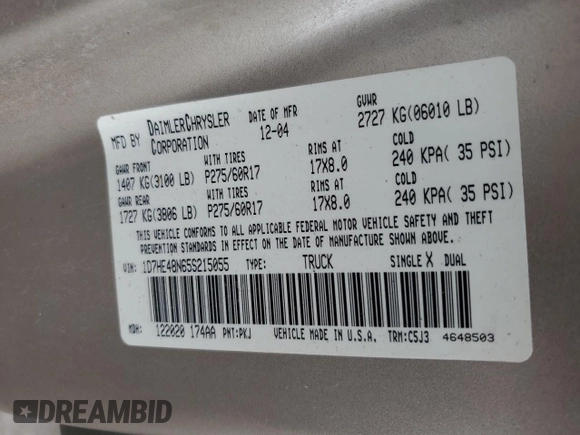 MFD BY DAIMLERCHRYSLER CORPORATION DATE OF MFR 12-04 GVWR 2727 KG(06010 LB)
GAWR FRONT WITH TIRES RIMS AT COLD
1407 KG(3100 LB) P275/60R17 17X8.0 240 KPA( 35 PSI)
GAWR REAR WITH TIRES RIMS AT COLD
1727 KG(3806 LB) P275/60R17 17X8.0 240 KPA( 35 PSI)
THIS VEHICLE CONFORMS TO ALL APPLICABLE FEDERAL MOTOR VEHICLE SAFETY AND THEFT
PREVENTION STANDARDS IN EFFECT ON THE DATE OF MANUFACTURE SHOWN ABOVE.
VIN: 1D7HE48N65S215055 TYPE: TRUCK SINGLE X DUAL
MDH: 122020 174AA PNT:PKJ VEHICLE MADE IN U.S.A. TRM:C5J3 4648503
DREAMBID